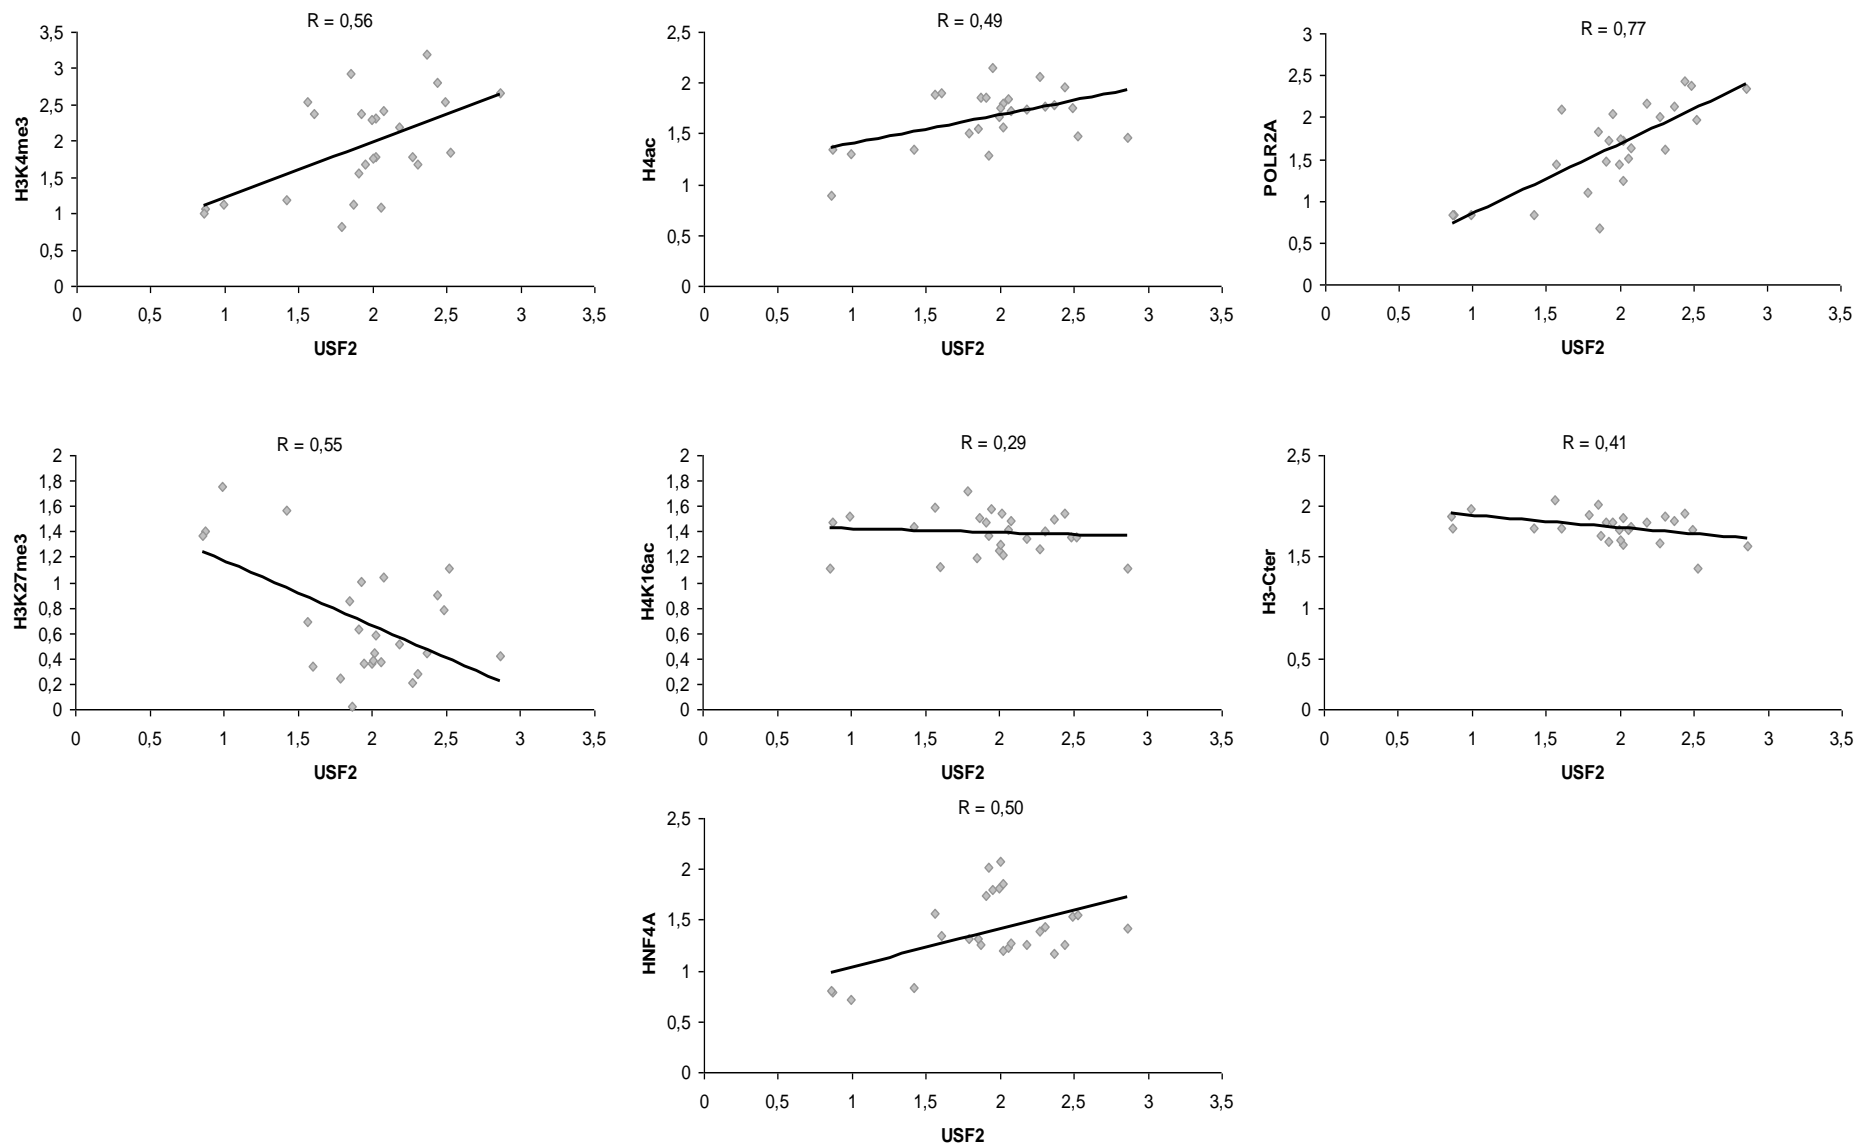 R = 0,56
H3K4me3
3,5
3
2,5
2
1,5
1
0,5
0
0 0,5 1 1,5 2 2,5 3 3,5
USF2
R = 0,49
H4ac
2,5
2
1,5
1
0,5
0
0 0,5 1 1,5 2 2,5 3 3,5
USF2
R = 0,77
POLR2A
3
2,5
2
1,5
1
0,5
0
0 0,5 1 1,5 2 2,5 3 3,5
USF2
R = 0,55
H3K27me3
2
1,8
1,6
1,4
1,2
1
0,8
0,6
0,4
0,2
0
0 0,5 1 1,5 2 2,5 3 3,5
USF2
R = 0,29
H4K16ac
2
1,8
1,6
1,4
1,2
1
0,8
0,6
0,4
0,2
0
0 0,5 1 1,5 2 2,5 3 3,5
USF2
R = 0,41
H3-Cter
2,5
2
1,5
1
0,5
0
0 0,5 1 1,5 2 2,5 3 3,5
USF2
R = 0,50
HNF4A
2,5
2
1,5
1
0,5
0
0 0,5 1 1,5 2 2,5 3 3,5
USF2